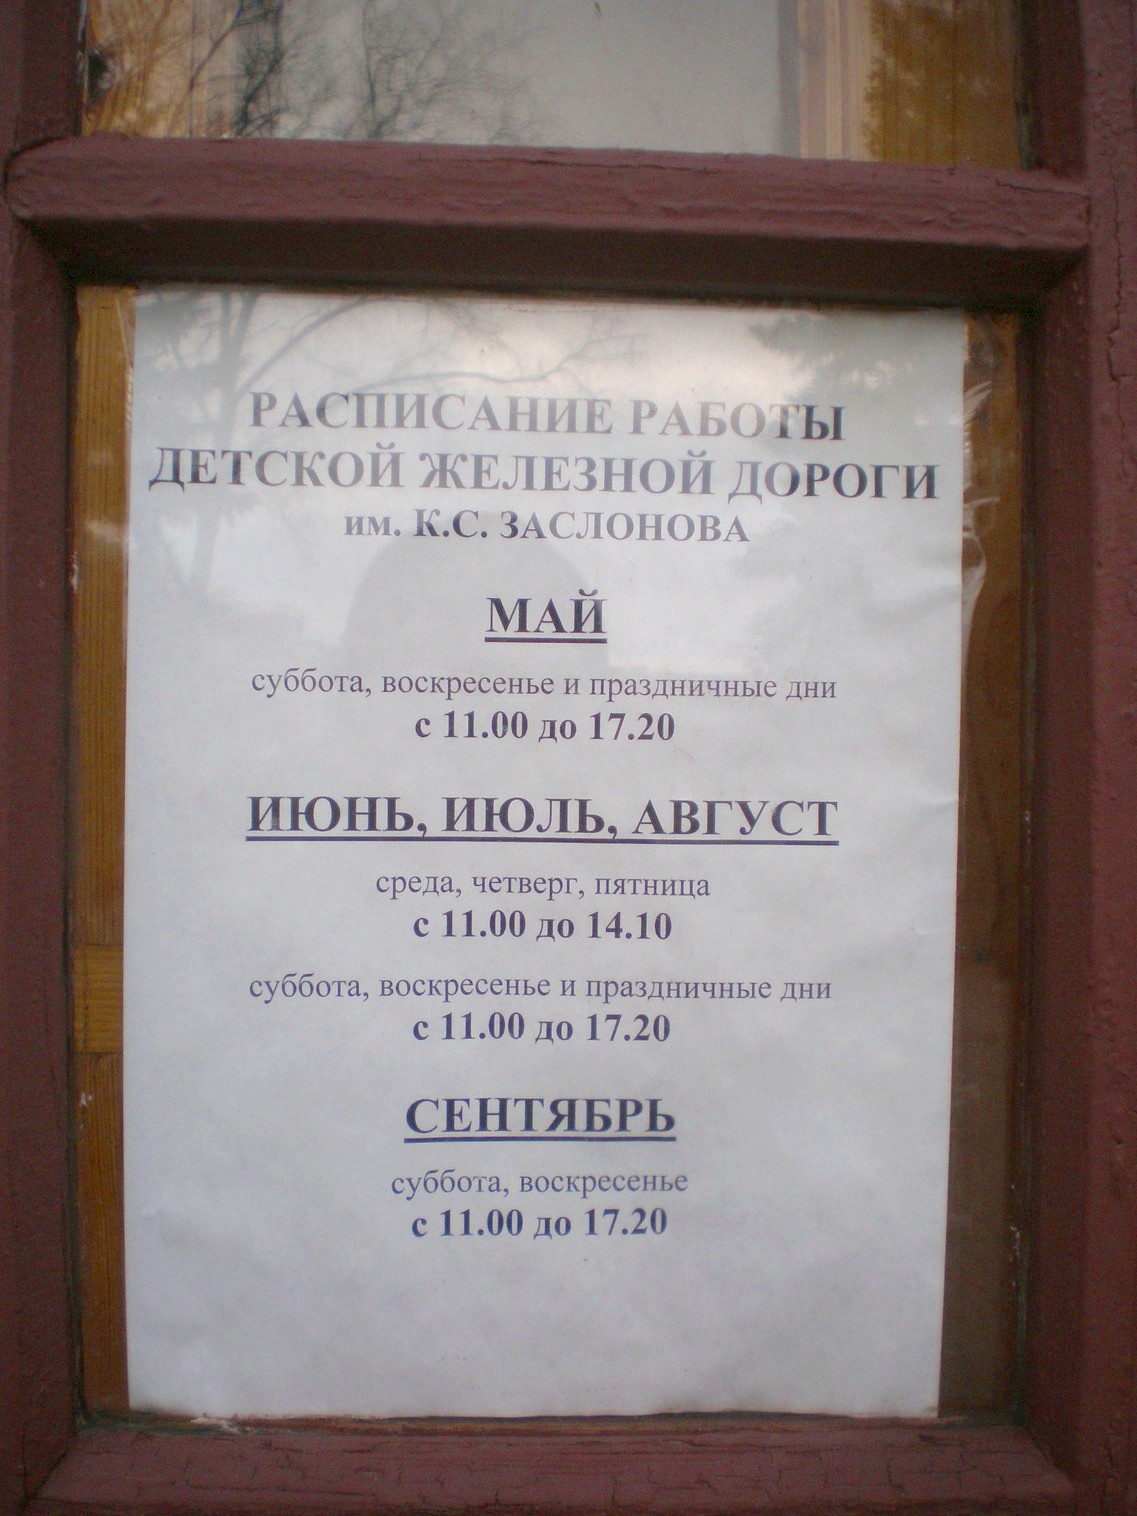 РАСПИСАНИЕ РАБОТЫ
ДЕТСКОЙ ЖЕЛЕЗНОЙ ДОРОГИ
им. К.С. ЗАСЛОНОВА
МАЙ
суббота, воскресенье и праздничные дни
с 11.00 до 17.20
ИЮНЬ, ИЮЛЬ, АВГУСТ
среда, четверг, пятница
с 11.00 до 14.10
суббота, воскресенье и праздничные дни
с 11.00 до 17.20
СЕНТЯБРЬ
суббота, воскресенье
с 11.00 до 17.20